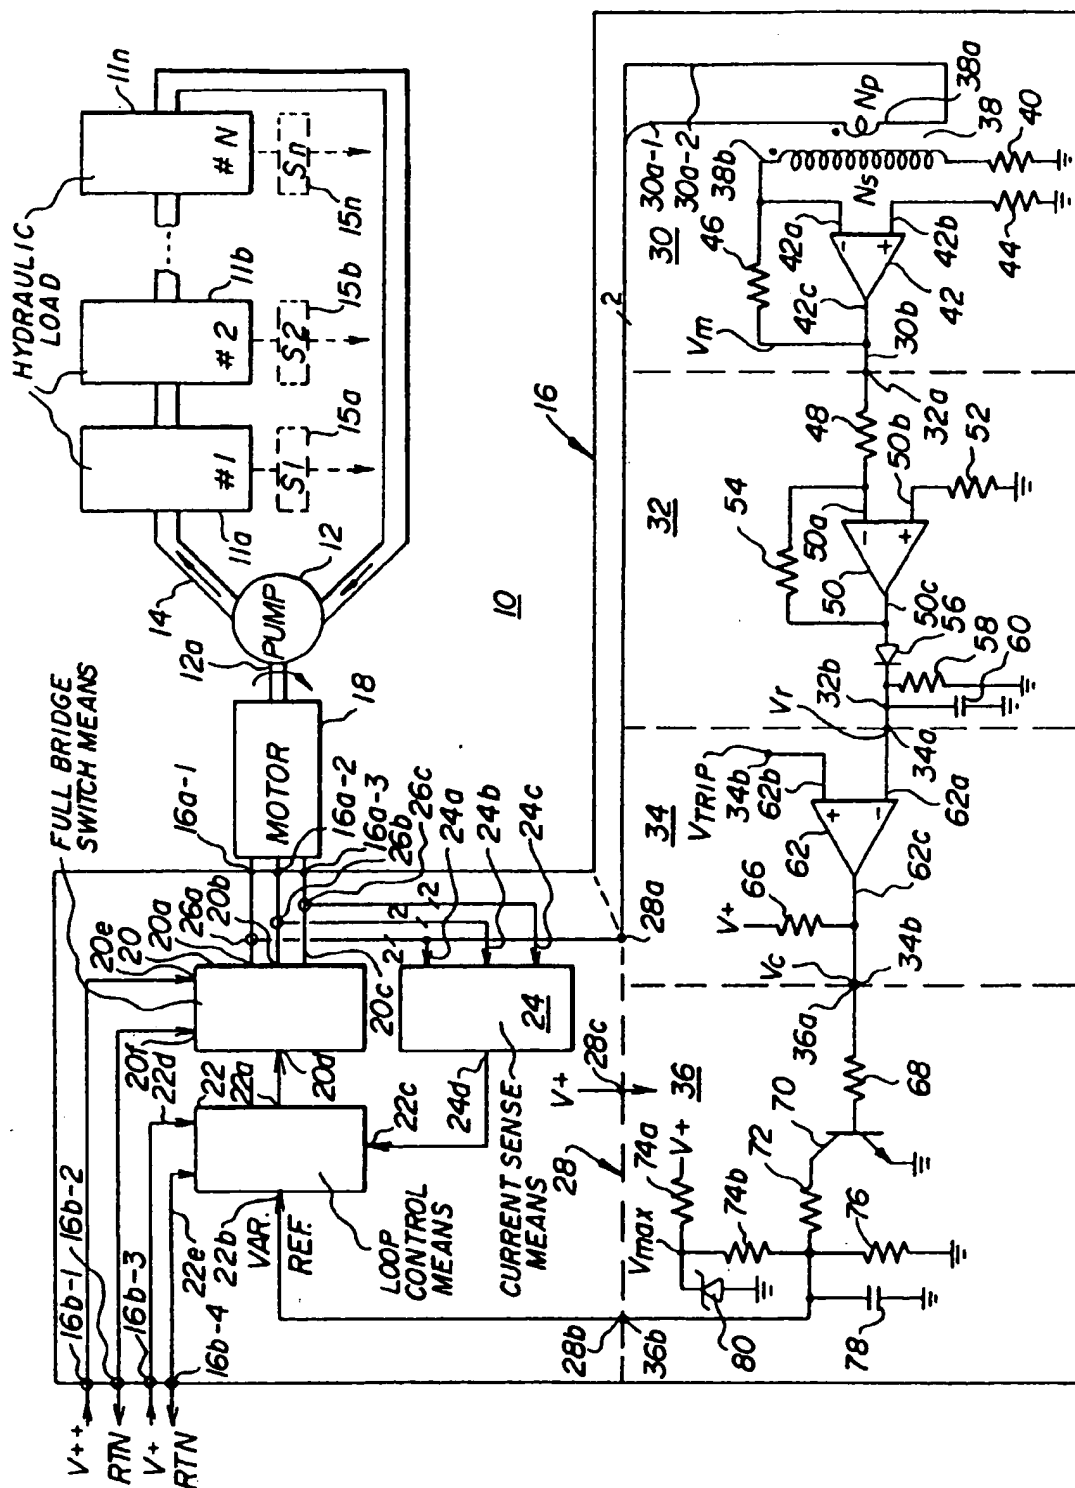 HYDRAULIC
LOAD
#1
#2
#N
11a
11b
11n
S1
S2
Sn
15a
15b
15n
14
PUMP
12
12a
10
16
FULL BRIDGE
SWITCH MEANS
MOTOR
18
16a-1
16a-2
16a-3
26a
26b
26c
20
20a
20b
20c
20d
20e
20f
22
22a
22b
22c
22d
22e
24
24a
24b
24c
24d
2
2
2
VAR.
REF.
LOOP
CONTROL
MEANS
CURRENT SENSE
MEANS
V++
RTN
V+
RTN
16b-1
16b-2
16b-3
16b-4
28
28a
28b
V+
28c
30
2
30a-1
30a-2
38b
Np
38a
38
Ns
40
44
46
42a
42b
42c
42
Vm
30b
32
32a
48
50b
52
50a
54
50
50c
56
58
60
32b
Vr
34
34a
VTRIP
34b
62b
62
62a
62c
66
V+
Vc
34b
36
36a
68
70
72
74a
V+
Vmax
74b
76
78
80
36b